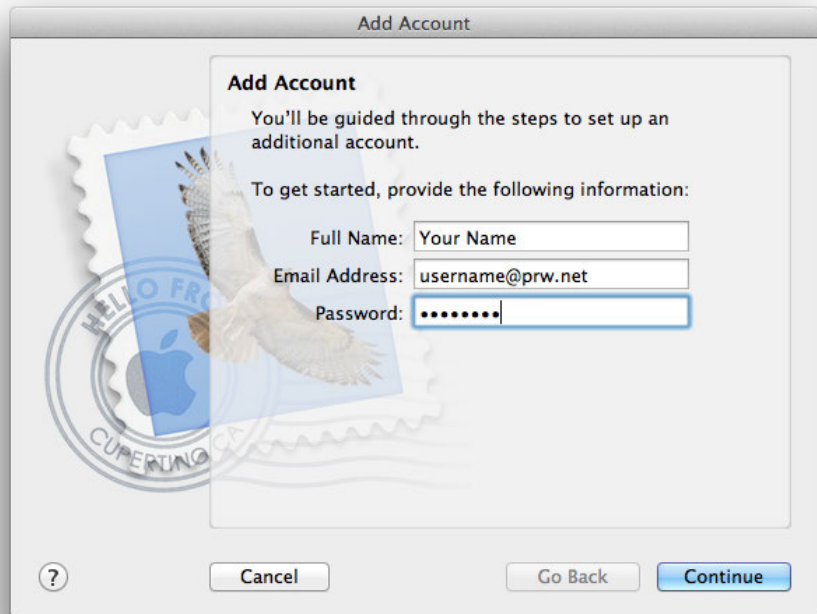 Add Account
Add Account
You'll be guided through the steps to set up an
additional account.
To get started, provide the following information:
Full Name: Your Name
Email Address: username@prw.net
Password: ••••••••
HELLO FRO
CUPERTINO CA
?
Cancel
Go Back
Continue